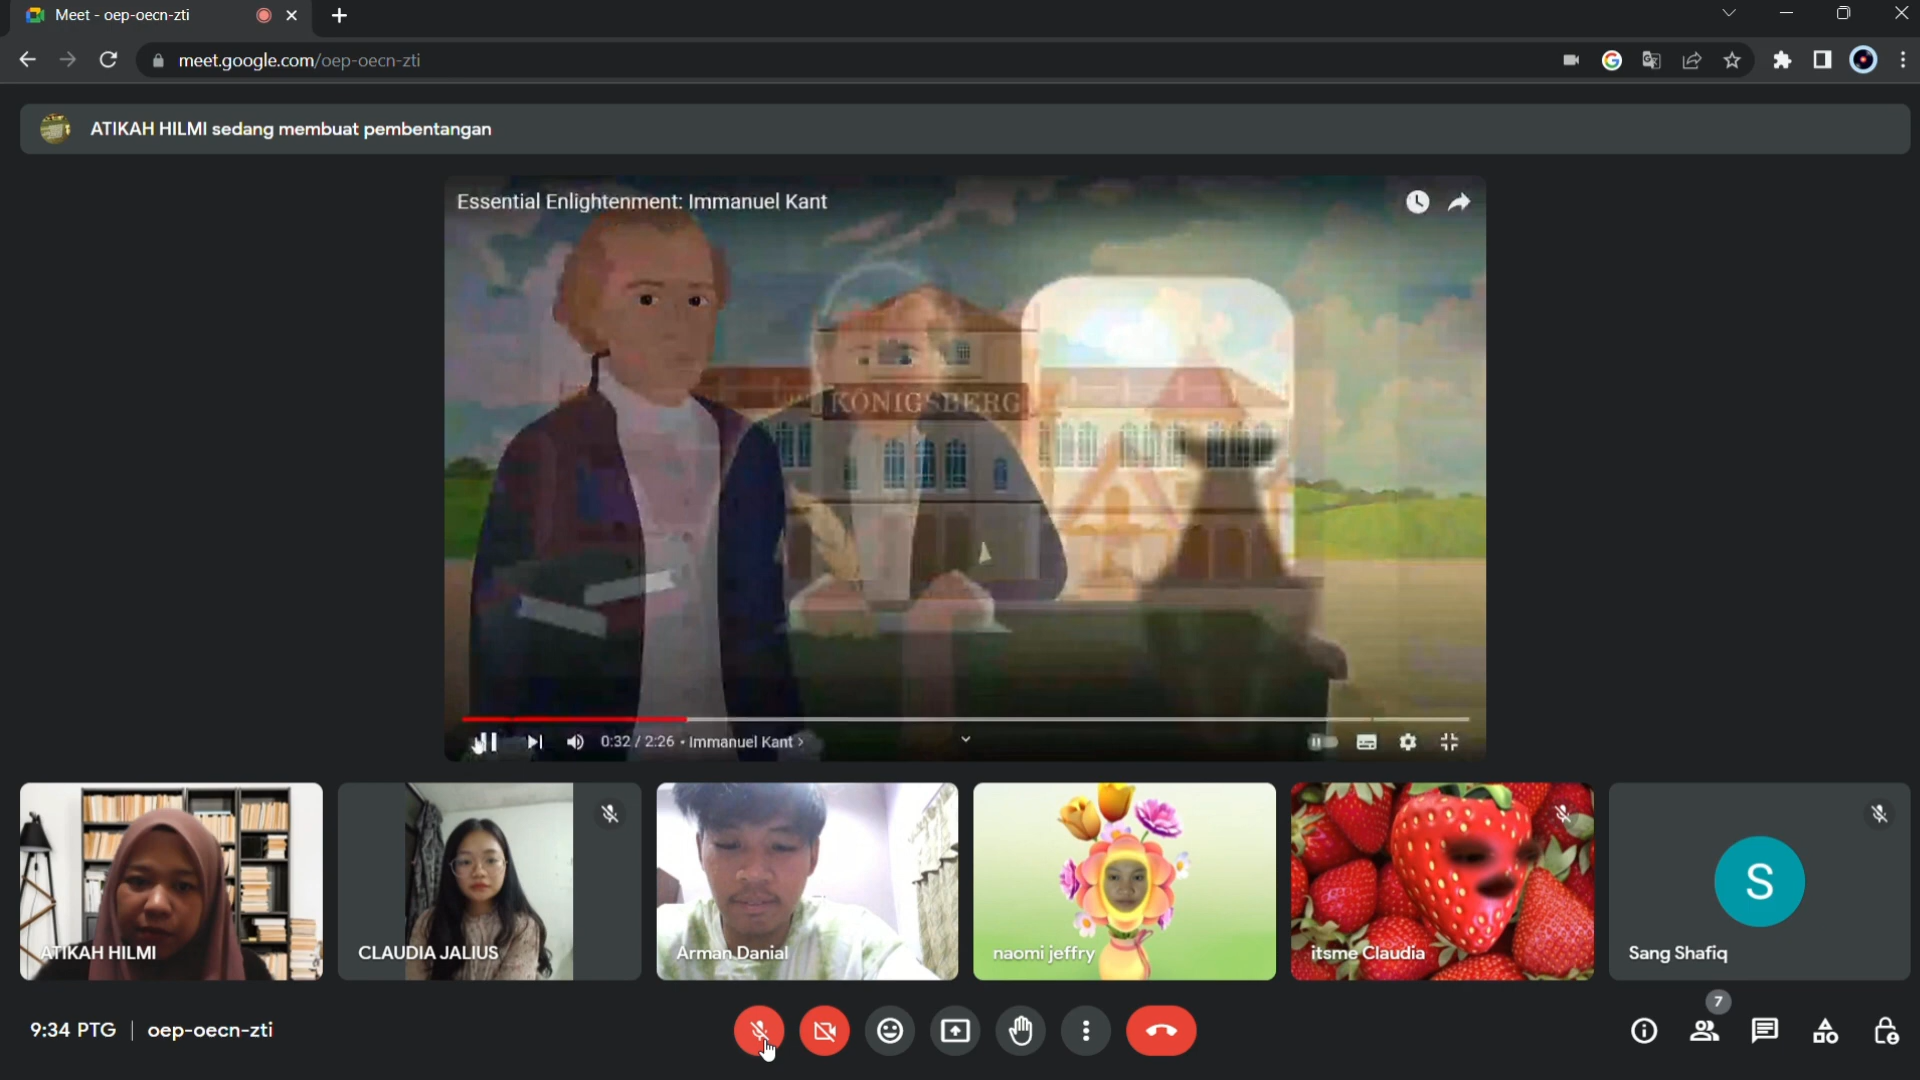 Meet - oep-oecn-zti
meet.google.com/oep-oecn-zti
ATIKAH HILMI sedang membuat pembentangan
Essential Enlightenment: Immanuel Kant
KÖNIGSBERG
0:32 / 2:26 • Immanuel Kant >
ATIKAH HILMI
CLAUDIA JALIUS
Arman Danial
naomi jeffry
itsme Claudia
S
Sang Shafiq
9:34 PTG | oep-oecn-zti
7